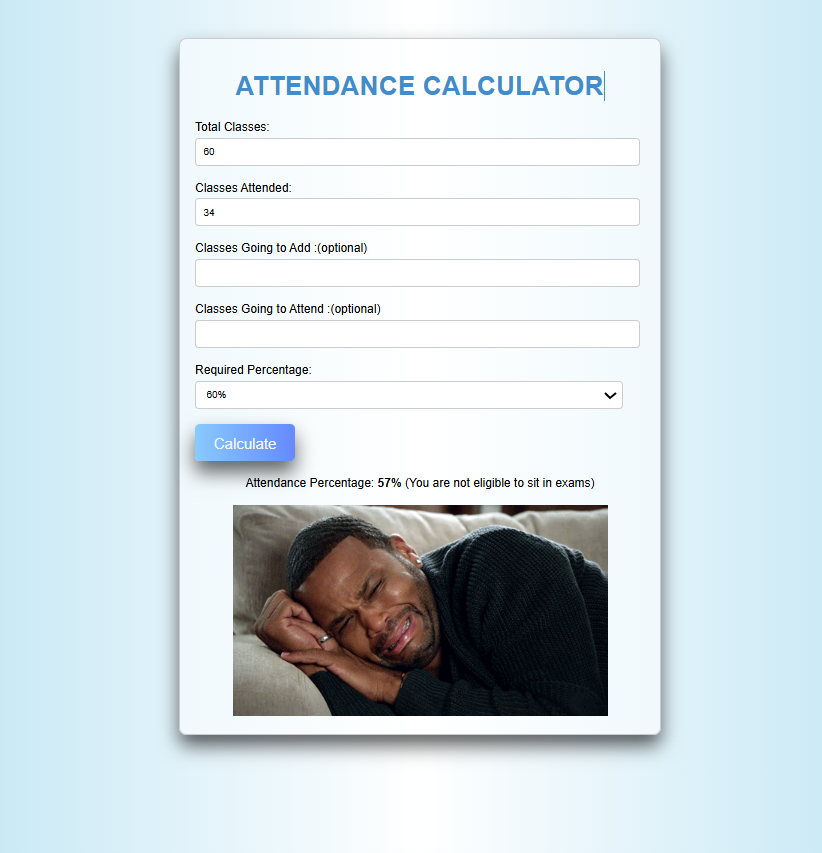 ATTENDANCE CALCULATOR
Total Classes:
60
Classes Attended:
34
Classes Going to Add :(optional)
Classes Going to Attend :(optional)
Required Percentage:
60%
Calculate
Attendance Percentage: 57% (You are not eligible to sit in exams)